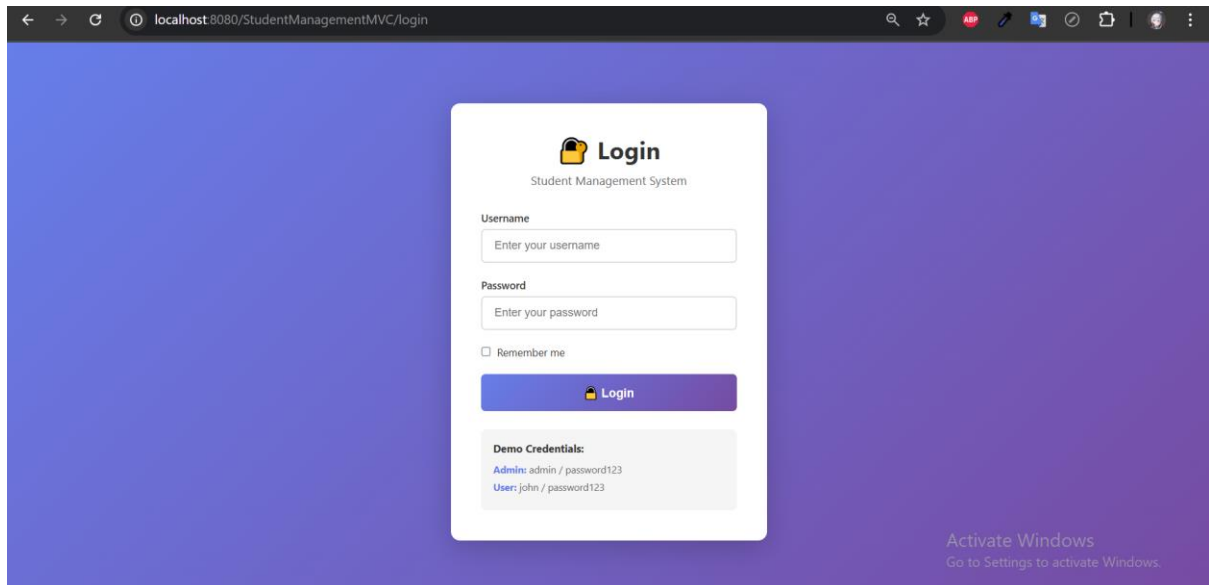 localhost:8080/StudentManagementMVC/login
ABP
Login
Student Management System
Username
Enter your username
Password
Enter your password
Remember me
Login
Demo Credentials:
Admin: admin / password123
User: john / password123
Activate Windows
Go to Settings to activate Windows.